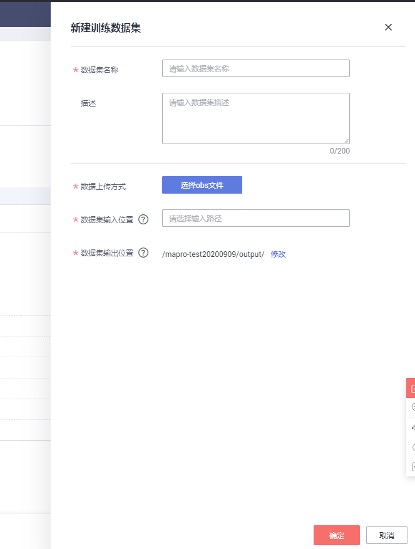 新建训练数据集
* 数据集名称 请输入数据集名称
描述 请输入数据集描述
0/200
* 数据上传方式 选择obs文件
* 数据集输入位置 ? 请选择输入路径
* 数据集输出位置 ? /mapro-test20200909/output/ 修改
确定 取消